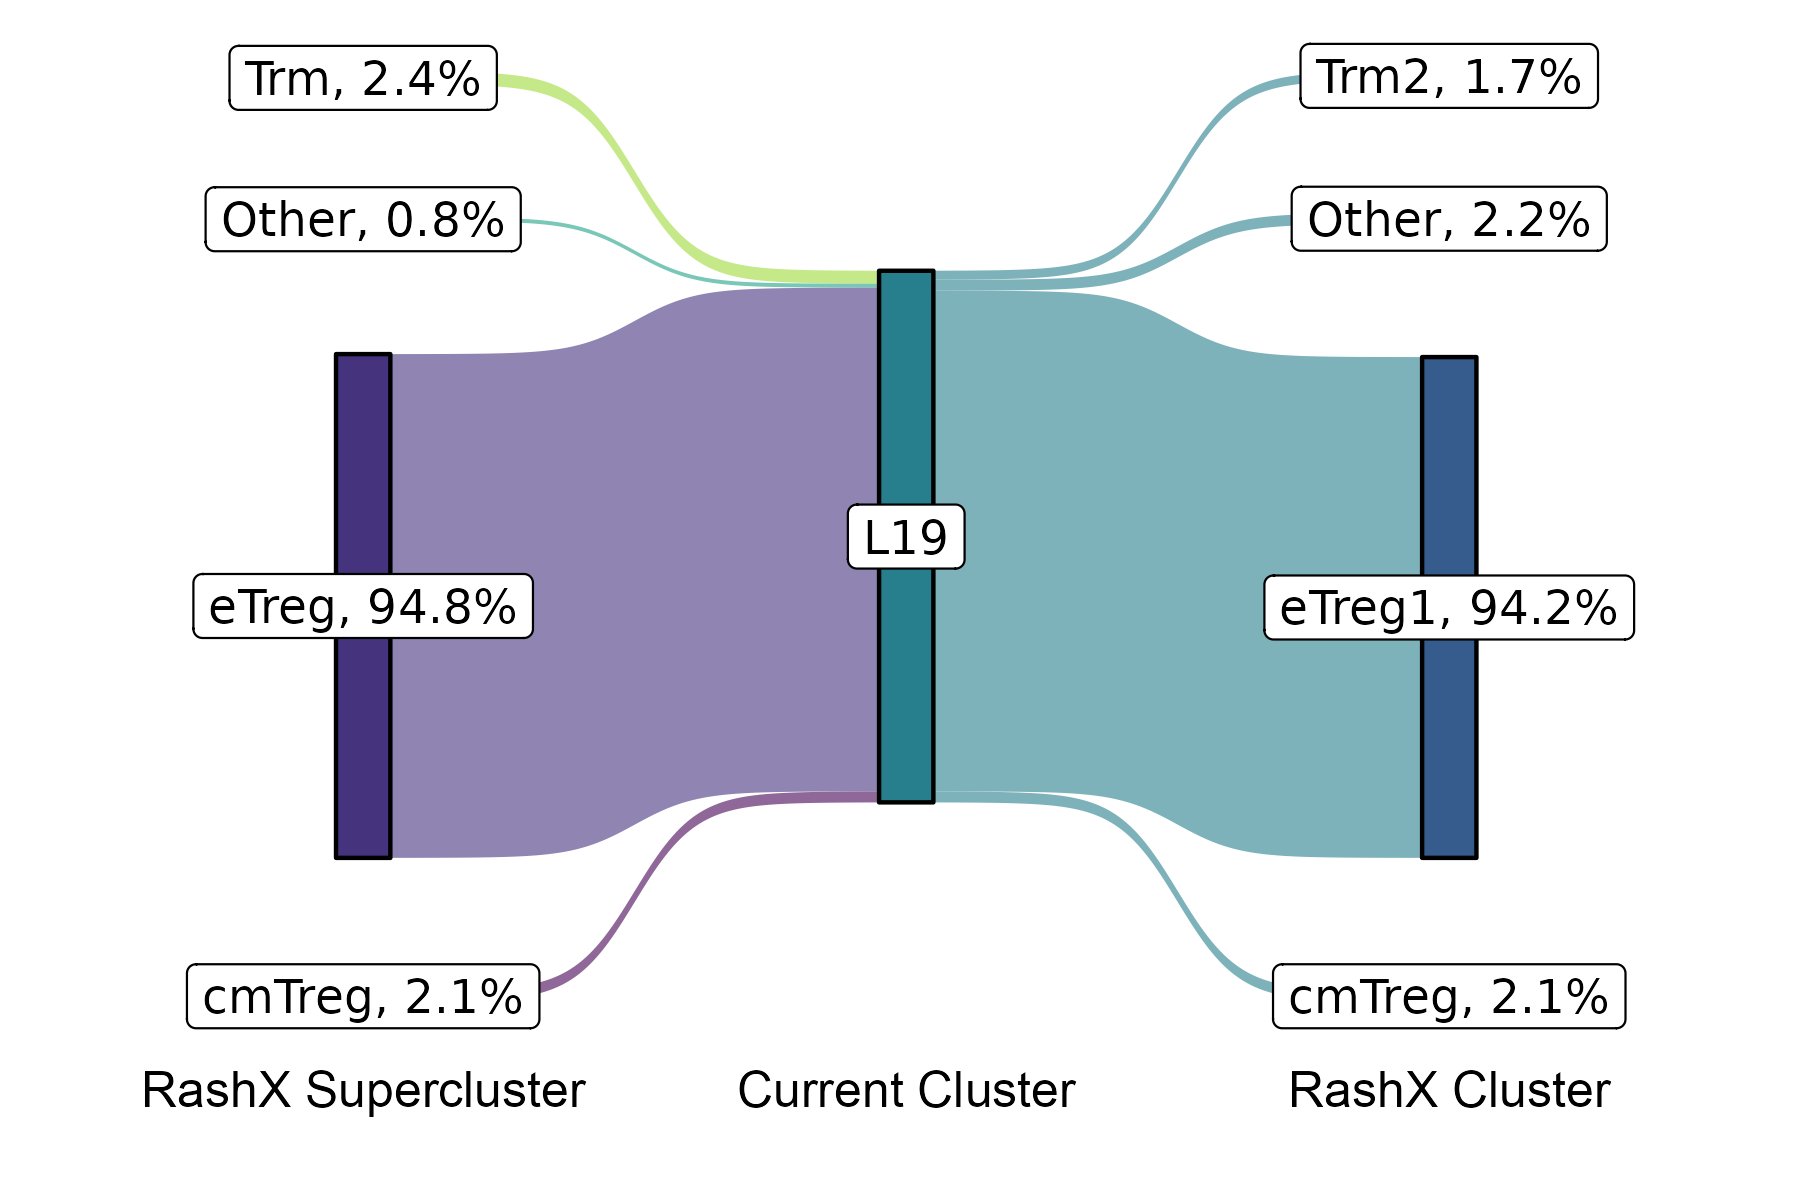 Trm, 2.4%
Trm2, 1.7%
Other, 0.8%
Other, 2.2%
L19
eTreg, 94.8%
eTreg1, 94.2%
cmTreg, 2.1%
cmTreg, 2.1%
RashX Supercluster
Current Cluster
RashX Cluster